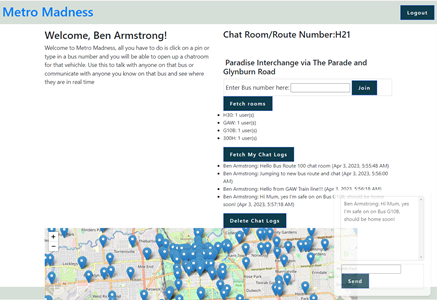 Metro Madness
Logout
Welcome, Ben Armstrong!
Welcome to Metro Madness, all you have to do is click on a pin or
type in a bus number and you will be able to open up a chatroom
for that vehichle. Use this to talk with anyone on that bus or
communicate with anyone you know on that bus and see where
they are in real time
Chat Room/Route Number:H21
Paradise Interchange via The Parade and
Glynburn Road
Enter Bus number here:
Join
Fetch rooms
H30: 1 user(s)
GAW: 1 user(s)
G10B: 1 user(s)
300H: 1 user(s)
Fetch My Chat Logs
Ben Armstrong: Hello Bus Route 100 chat room (Apr 3, 2023, 5:55:48 AM)
Ben Armstrong: Jumping to new bus route and chat (Apr 3, 2023, 5:56:00
AM)
Ben Armstrong: Hello from GAW Train line!!! (Apr 3, 2023, 5:56:18 AM)
Ben Armstrong: Hi Mum, yes I'm safe on on Bus
should be home
soon! (Apr 3, 2023, 5:57:18 AM)
Delete Chat Logs
Ben Armstrong: Hi Mum, yes
I'm safe on on Bus G10B,
should be home soon!
Send
+
−